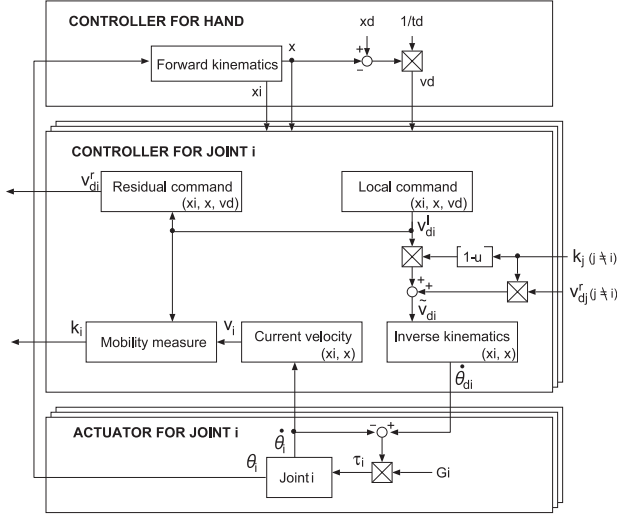 CONTROLLER FOR HAND
xd
1/td
x
+
−
Forward kinematics
xi
vd
CONTROLLER FOR JOINT i
v^r_di
Residual command
(xi, x, vd)
Local command
(xi, x, vd)
v^l_di
1-u
k_j (j ≠ i)
+
+
v^r_dj (j ≠ i)
ṽ_di
k_i
Mobility measure
v_i
Current velocity
(xi, x)
Inverse kinematics
(xi, x)
θ̇_di
ACTUATOR FOR JOINT i
θ̇_i
−
+
θ_i
Joint i
τ_i
Gi